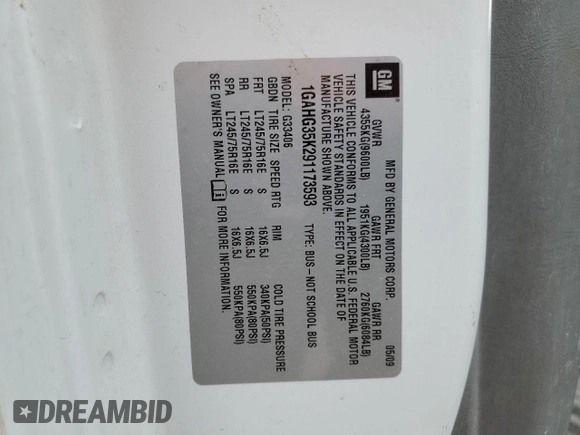 GM
MFD BY GENERAL MOTORS CORP. 05/09
GVWR GAWR FRT GAWR RR
4355KG(9600LB) 1951KG(4300LB) 2760KG(6084LB)
THIS VEHICLE CONFORMS TO ALL APPLICABLE U.S. FEDERAL MOTOR
VEHICLE SAFETY STANDARDS IN EFFECT ON THE DATE OF
MANUFACTURE SHOWN ABOVE.
1GAHG35K291173593 TYPE: BUS-NOT SCHOOL BUS
MODEL: G33406
GBDN TIRE SIZE SPEED RTG RIM COLD TIRE PRESSURE
FRT LT245/75R16E S 16X6.5J 340KPA(50PSI)
RR LT245/75R16E S 16X6.5J 550KPA(80PSI)
SPA LT245/75R16E S 16X6.5J 550KPA(80PSI)
SEE OWNER'S MANUAL FOR MORE INFORMATION.
DREAMBID